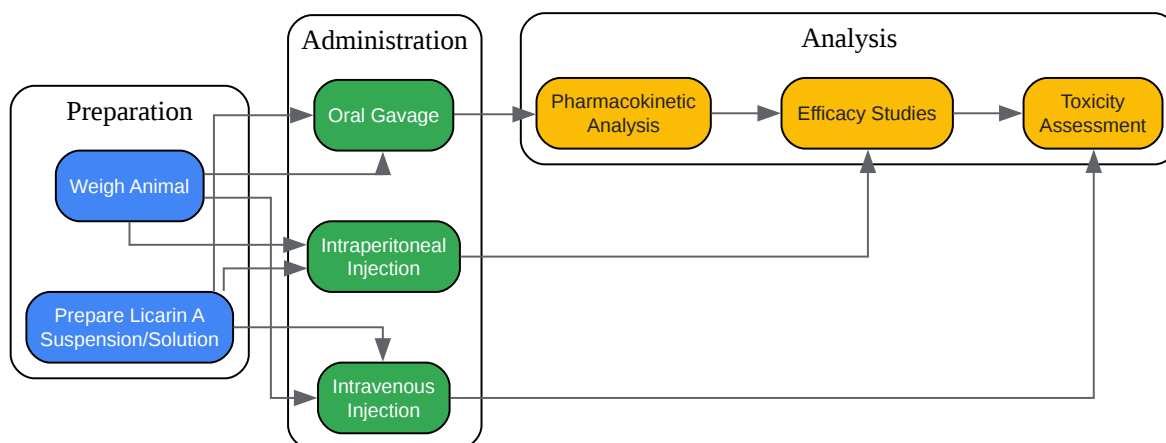 Preparation
Weigh Animal
Prepare Licarin A
Suspension/Solution
Administration
Oral Gavage
Intraperitoneal
Injection
Intravenous
Injection
Analysis
Pharmacokinetic
Analysis
Efficacy Studies
Toxicity
Assessment